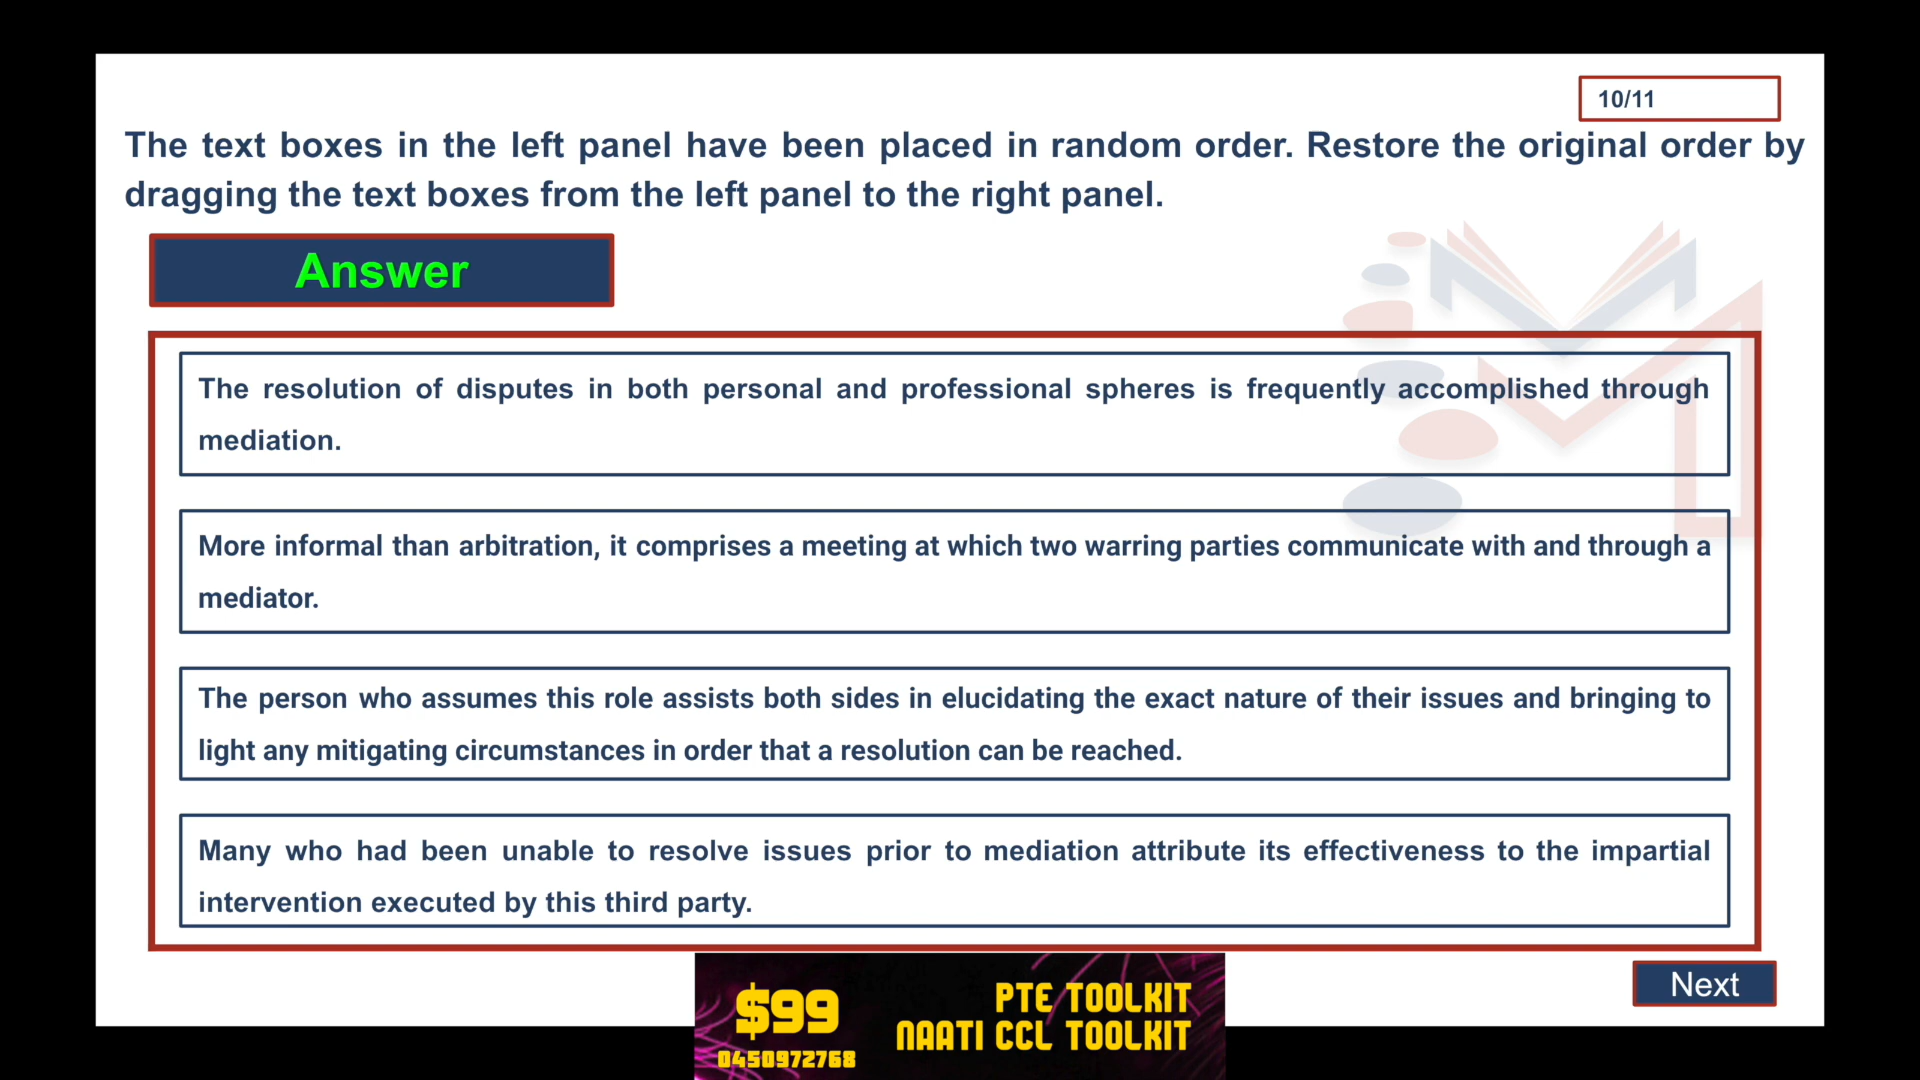 10/11
The text boxes in the left panel have been placed in random order. Restore the original order by
dragging the text boxes from the left panel to the right panel.
Answer
The resolution of disputes in both personal and professional spheres is frequently accomplished through
mediation.
More informal than arbitration, it comprises a meeting at which two warring parties communicate with and through a
mediator.
The person who assumes this role assists both sides in elucidating the exact nature of their issues and bringing to
light any mitigating circumstances in order that a resolution can be reached.
Many who had been unable to resolve issues prior to mediation attribute its effectiveness to the impartial
intervention executed by this third party.
Next
$99
0450972768
PTE TOOLKIT
NAATI CCL TOOLKIT